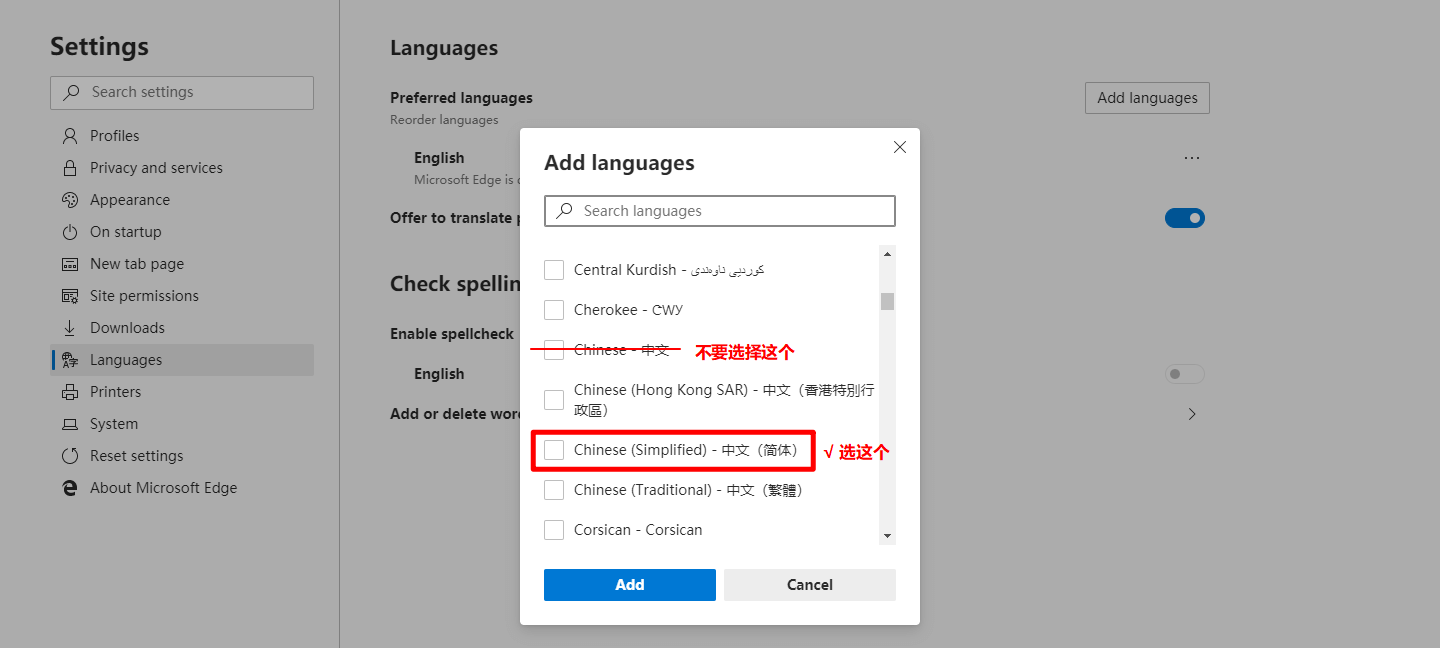 Settings
Search settings
Profiles
Privacy and services
Appearance
On startup
New tab page
Site permissions
Downloads
Languages
Printers
System
Reset settings
About Microsoft Edge
Languages
Preferred languages
Add languages
Reorder languages
English
Microsoft Edge is
Offer to translate
Check spellin
Enable spellcheck
English
Add or delete wor
Add languages
Search languages
Central Kurdish - کوردیی ناوەندی
Cherokee - ᏣᎳᎩ
Chinese - 中文 不要选择这个
Chinese (Hong Kong SAR) - 中文（香港特別行
政區）
Chinese (Simplified) - 中文（简体） √ 选这个
Chinese (Traditional) - 中文（繁體）
Corsican - Corsican
Add
Cancel